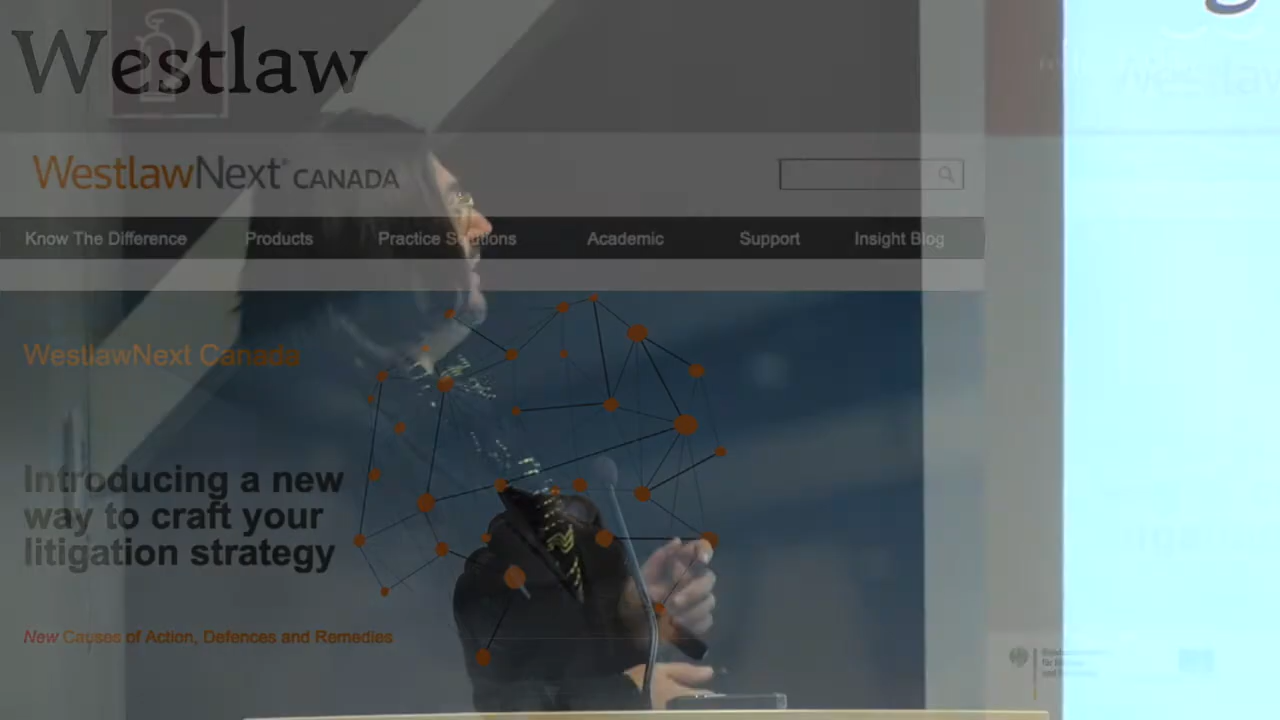 Westlaw
WestlawNext® CANADA
Know The Difference Products Practice Solutions Academic Support Insight Blog
WestlawNext Canada
Introducing a new
way to craft your
litigation strategy
New Causes of Action, Defences and Remedies